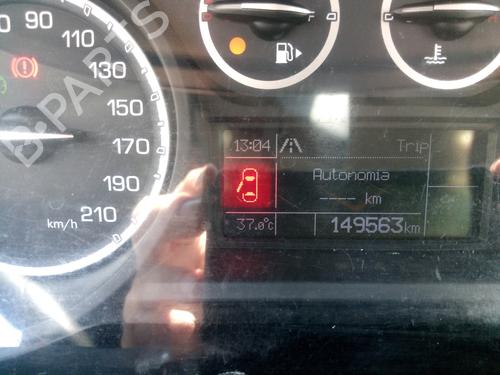 90
110
130
150
170
190
210
km/h
B-PARTS
13:04
Trip
Autonomia
---- km
37.0°C
149563km